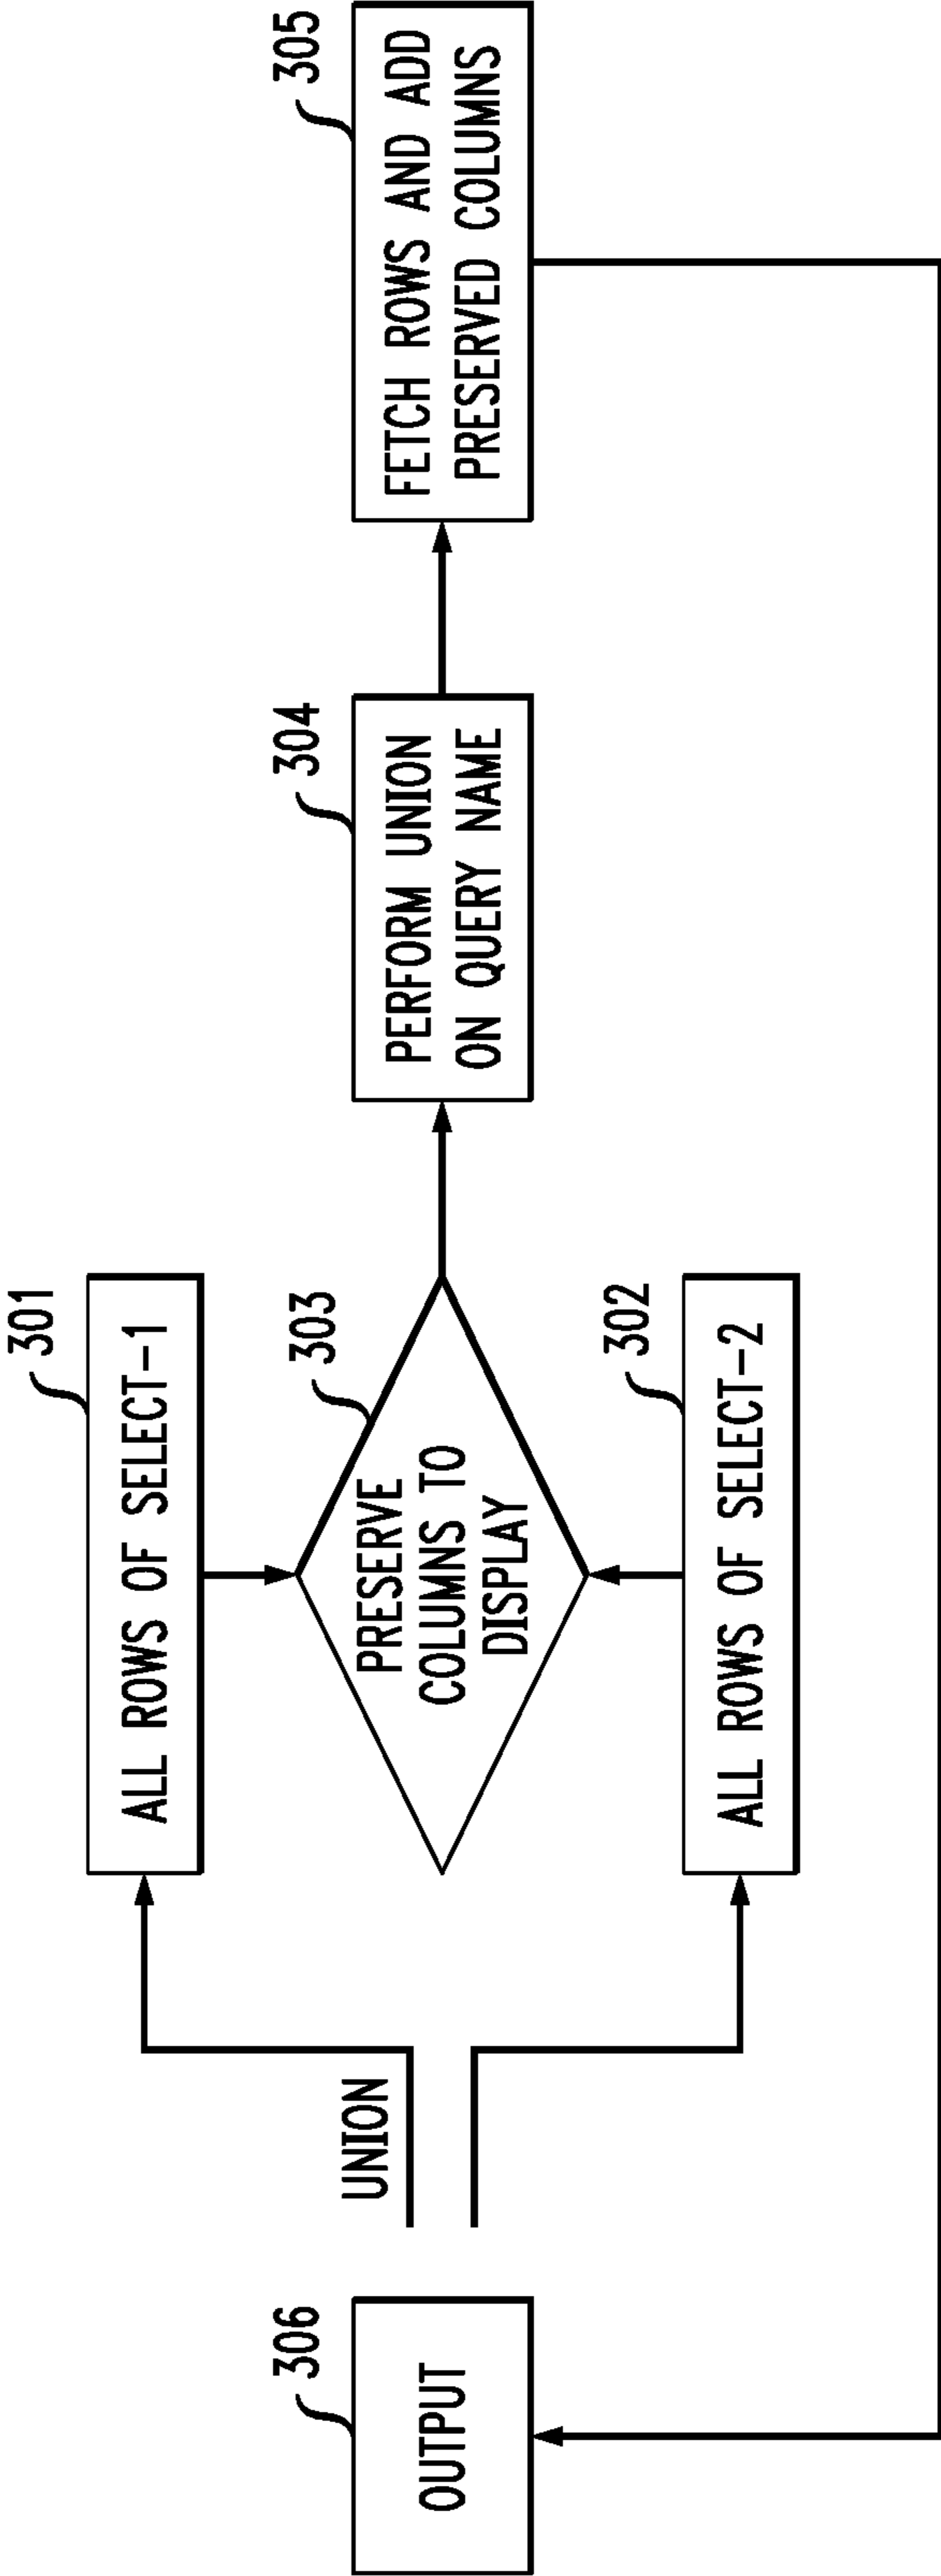 301
ALL ROWS OF SELECT-1
303
PRESERVE
COLUMNS TO
DISPLAY
302
ALL ROWS OF SELECT-2
304
PERFORM UNION
ON QUERY NAME
305
FETCH ROWS AND ADD
PRESERVED COLUMNS
UNION
306
OUTPUT